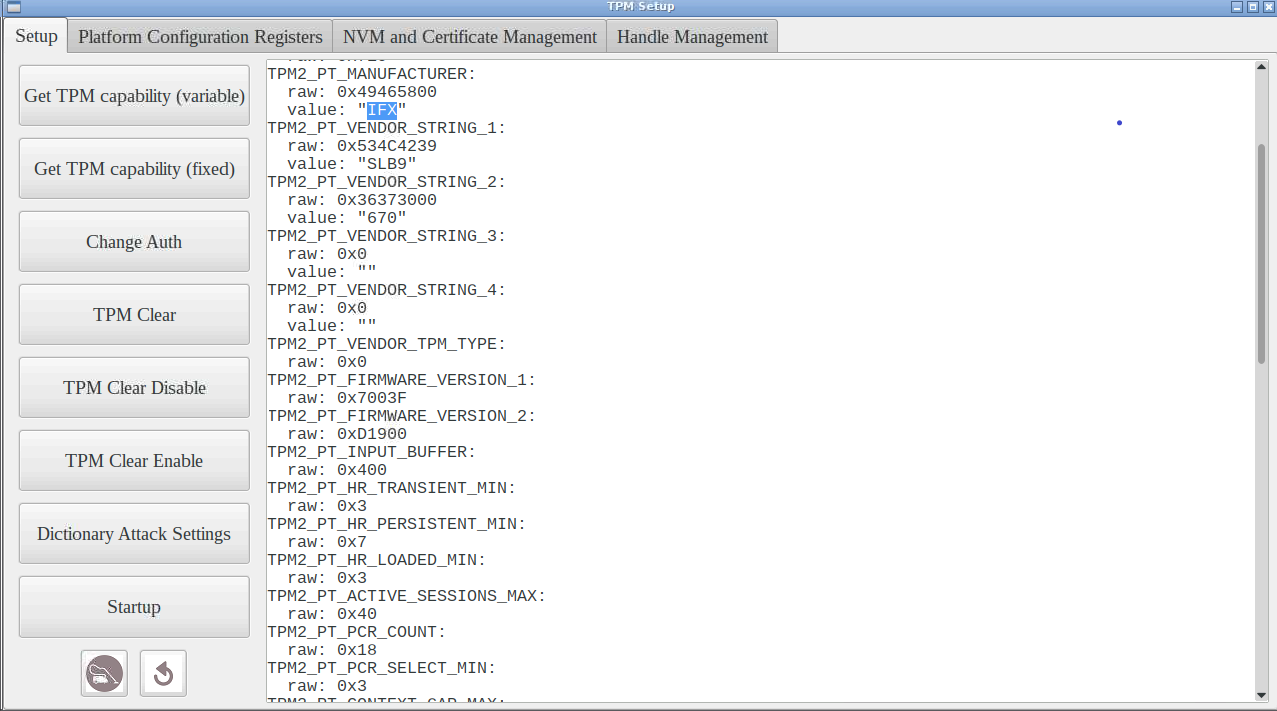 TPM Setup
Setup
Platform Configuration Registers
NVM and Certificate Management
Handle Management
Get TPM capability (variable)
Get TPM capability (fixed)
Change Auth
TPM Clear
TPM Clear Disable
TPM Clear Enable
Dictionary Attack Settings
Startup
TPM2_PT_MANUFACTURER:
raw: 0x49465800
value: "IFX"
TPM2_PT_VENDOR_STRING_1:
raw: 0x534C4239
value: "SLB9"
TPM2_PT_VENDOR_STRING_2:
raw: 0x36373000
value: "670"
TPM2_PT_VENDOR_STRING_3:
raw: 0x0
value: ""
TPM2_PT_VENDOR_STRING_4:
raw: 0x0
value: ""
TPM2_PT_VENDOR_TPM_TYPE:
raw: 0x0
TPM2_PT_FIRMWARE_VERSION_1:
raw: 0x7003F
TPM2_PT_FIRMWARE_VERSION_2:
raw: 0xD1900
TPM2_PT_INPUT_BUFFER:
raw: 0x400
TPM2_PT_HR_TRANSIENT_MIN:
raw: 0x3
TPM2_PT_HR_PERSISTENT_MIN:
raw: 0x7
TPM2_PT_HR_LOADED_MIN:
raw: 0x3
TPM2_PT_ACTIVE_SESSIONS_MAX:
raw: 0x40
TPM2_PT_PCR_COUNT:
raw: 0x18
TPM2_PT_PCR_SELECT_MIN:
raw: 0x3